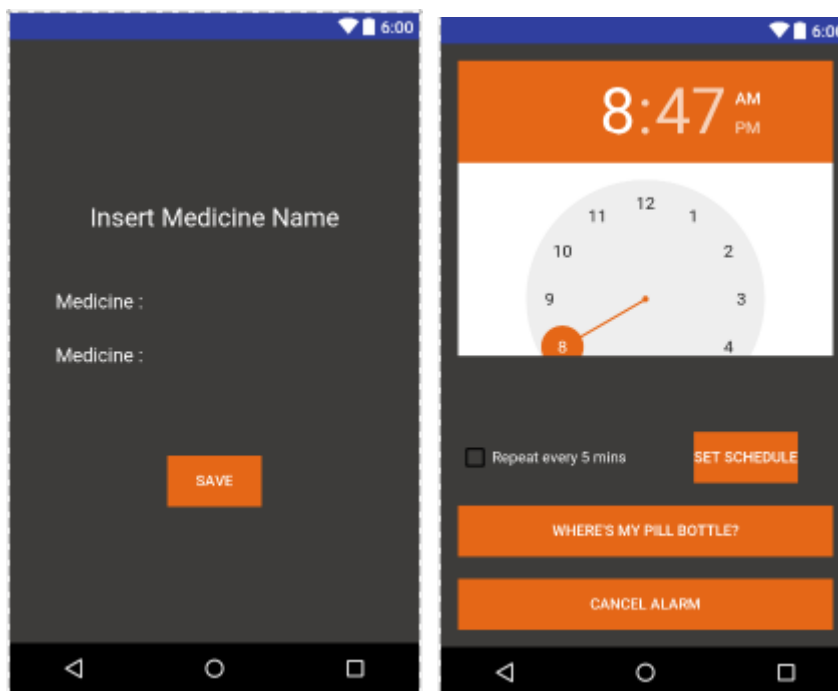 6:00
Insert Medicine Name
Medicine :
Medicine :
SAVE
6:00
8:47
AM
PM
12
11 1
10 2
9 3
8 4
Repeat every 5 mins
SET SCHEDULE
WHERE'S MY PILL BOTTLE?
CANCEL ALARM